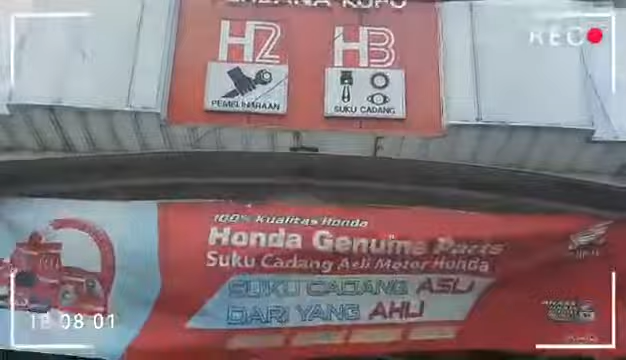 REC
H2 H3
PEMELIHARAAN
SUKU CADANG
100% Kualitas Honda
Honda Genuine Parts
Suku Cadang Asli Motor Honda
SUKU CADANG ASLI
DARI YANG AHLI
18 08 01